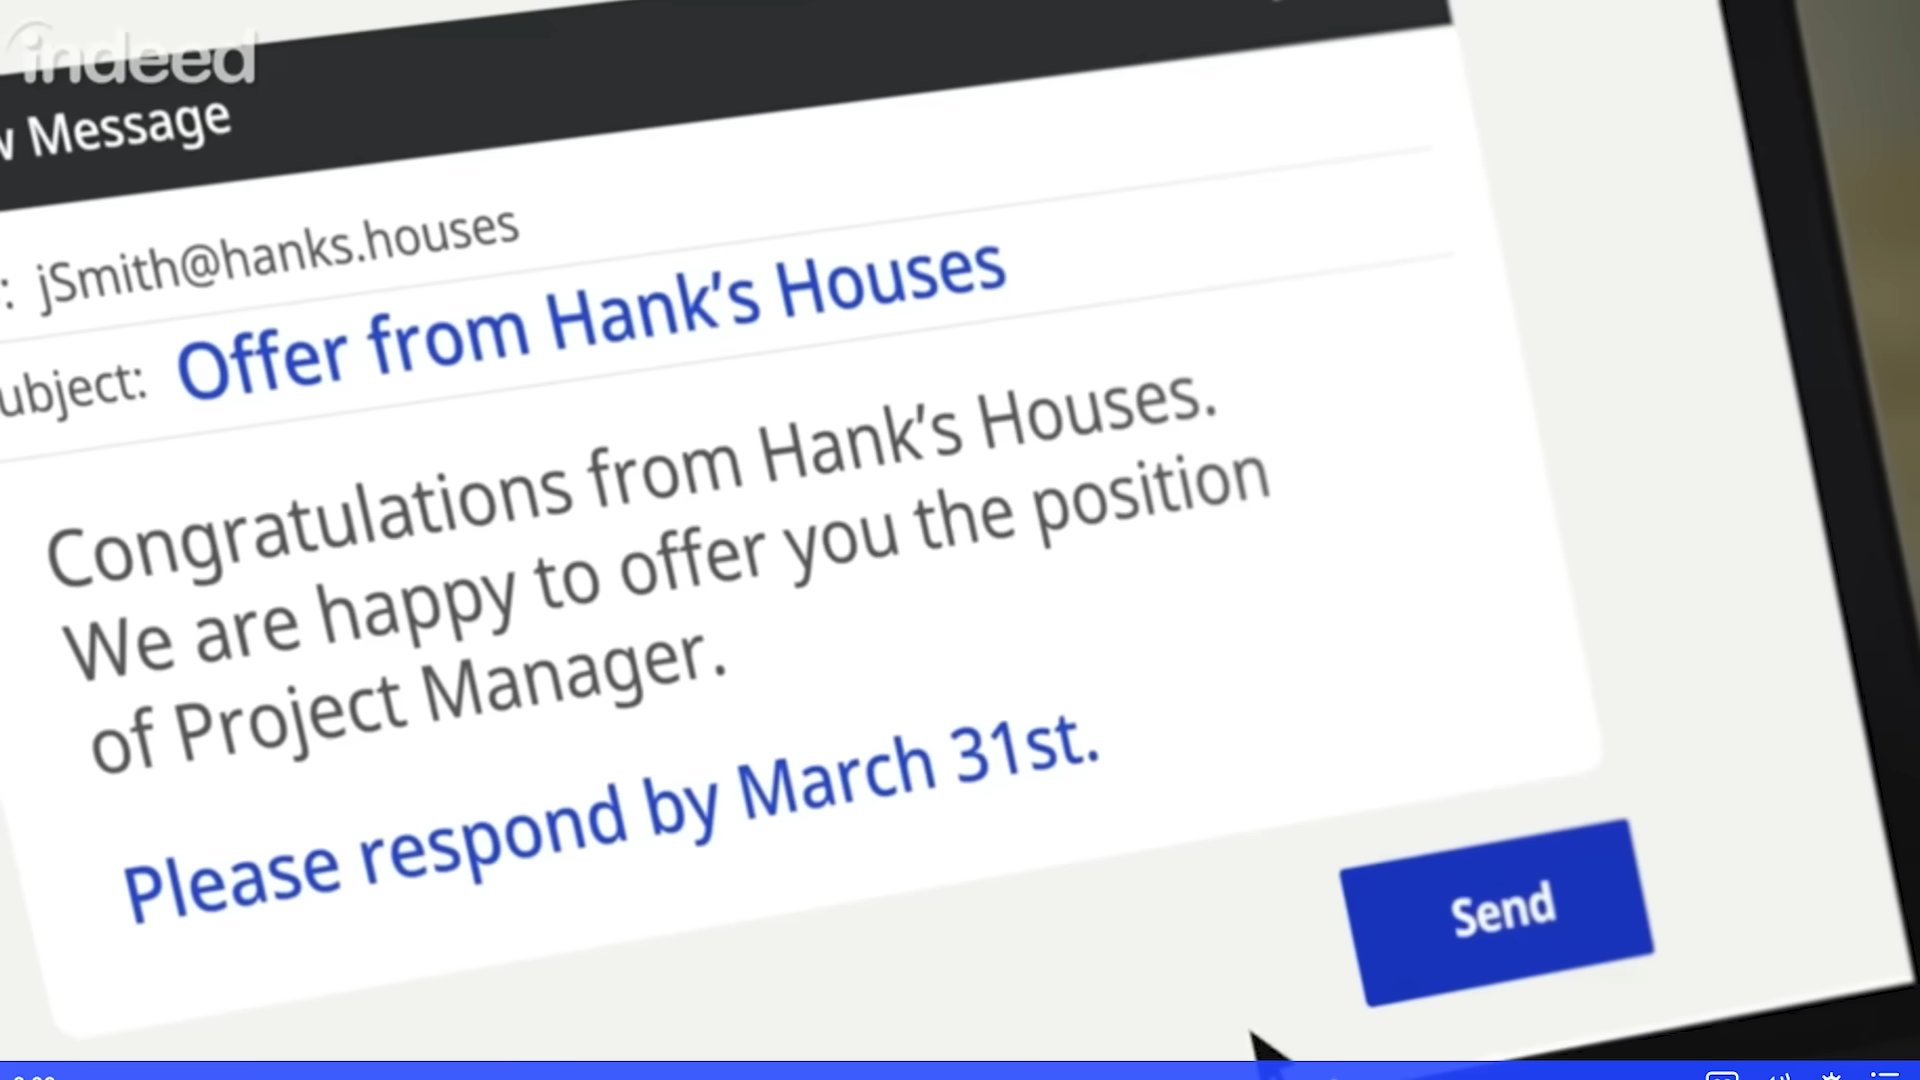 indeed
Message
: jSmith@hanks.houses
ubject: Offer from Hank’s Houses
Congratulations from Hank’s Houses.
We are happy to offer you the position
of Project Manager.
Please respond by March 31st.
Send